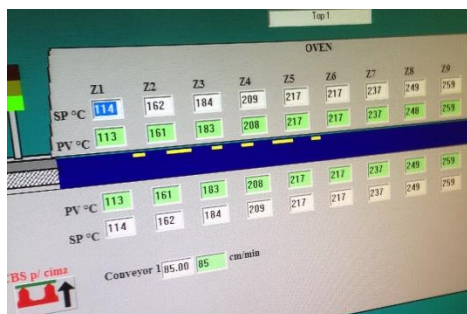 Top 1
OVEN
Z1 Z2 Z3 Z4 Z5 Z6 Z7 Z8 Z9
SP °C 114 162 184 209 217 217 237 249 259
PV °C 113 161 183 208 217 217 237 248 259
PV °C 113 161 183 208 217 217 237 249 259
SP °C 114 162 184 209 217 217 237 249 259
Conveyor 1 85.00 85 cm/min
BS p/ cima